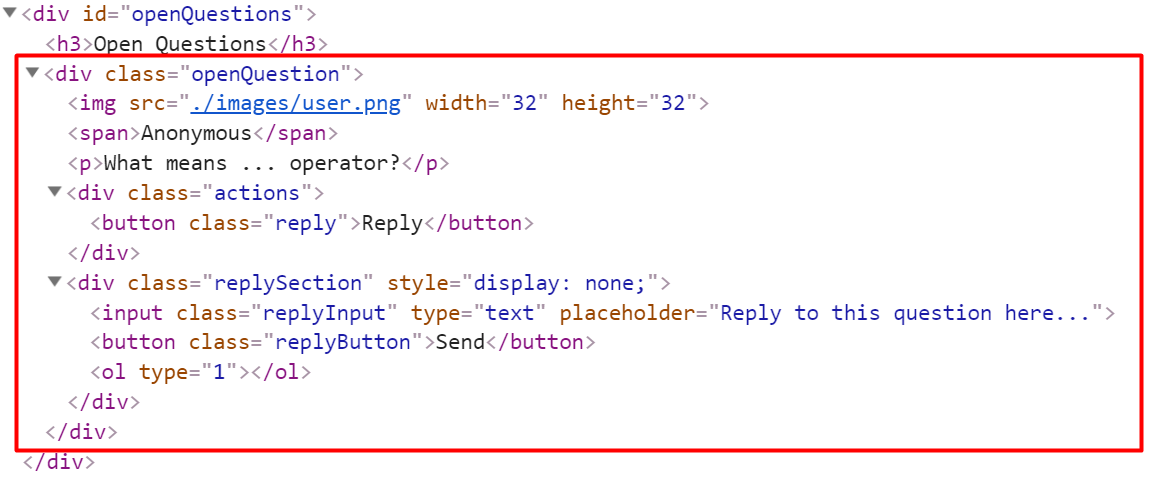 <div id="openQuestions">
<h3>Open Questions</h3>
<div class="openQuestion">
<img src="./images/user.png" width="32" height="32">
<span>Anonymous</span>
<p>What means ... operator?</p>
<div class="actions">
<button class="reply">Reply</button>
</div>
<div class="replySection" style="display: none;">
<input class="replyInput" type="text" placeholder="Reply to this question here...">
<button class="replyButton">Send</button>
<ol type="1"></ol>
</div>
</div>
</div>